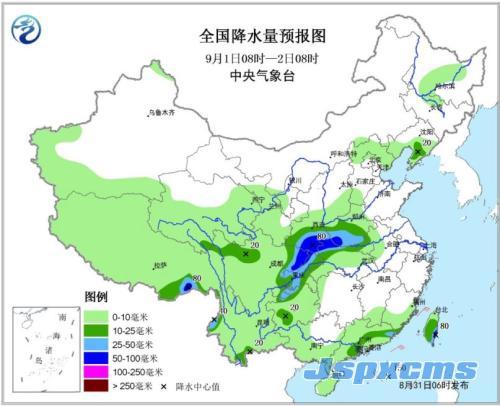 全国降水量预报图
9月1日08时—2日08时
中央气象台
乌鲁木齐
哈尔滨
长春
沈阳
20
呼和浩特
北京
天津
银川
太原
石家庄
济南
西宁
兰州
郑州
西安
80
20
成都
重庆
武汉
合肥
上海
杭州
拉萨
80
长沙
南昌
20
20
昆明
福州
台北
80
20
南宁
广州
图例
0-10毫米
10-25毫米
25-50毫米
50-100毫米
100-250毫米
> 250毫米
× 降水中心值
南
海
诸
岛
Jspxcms
8月31日06时发布